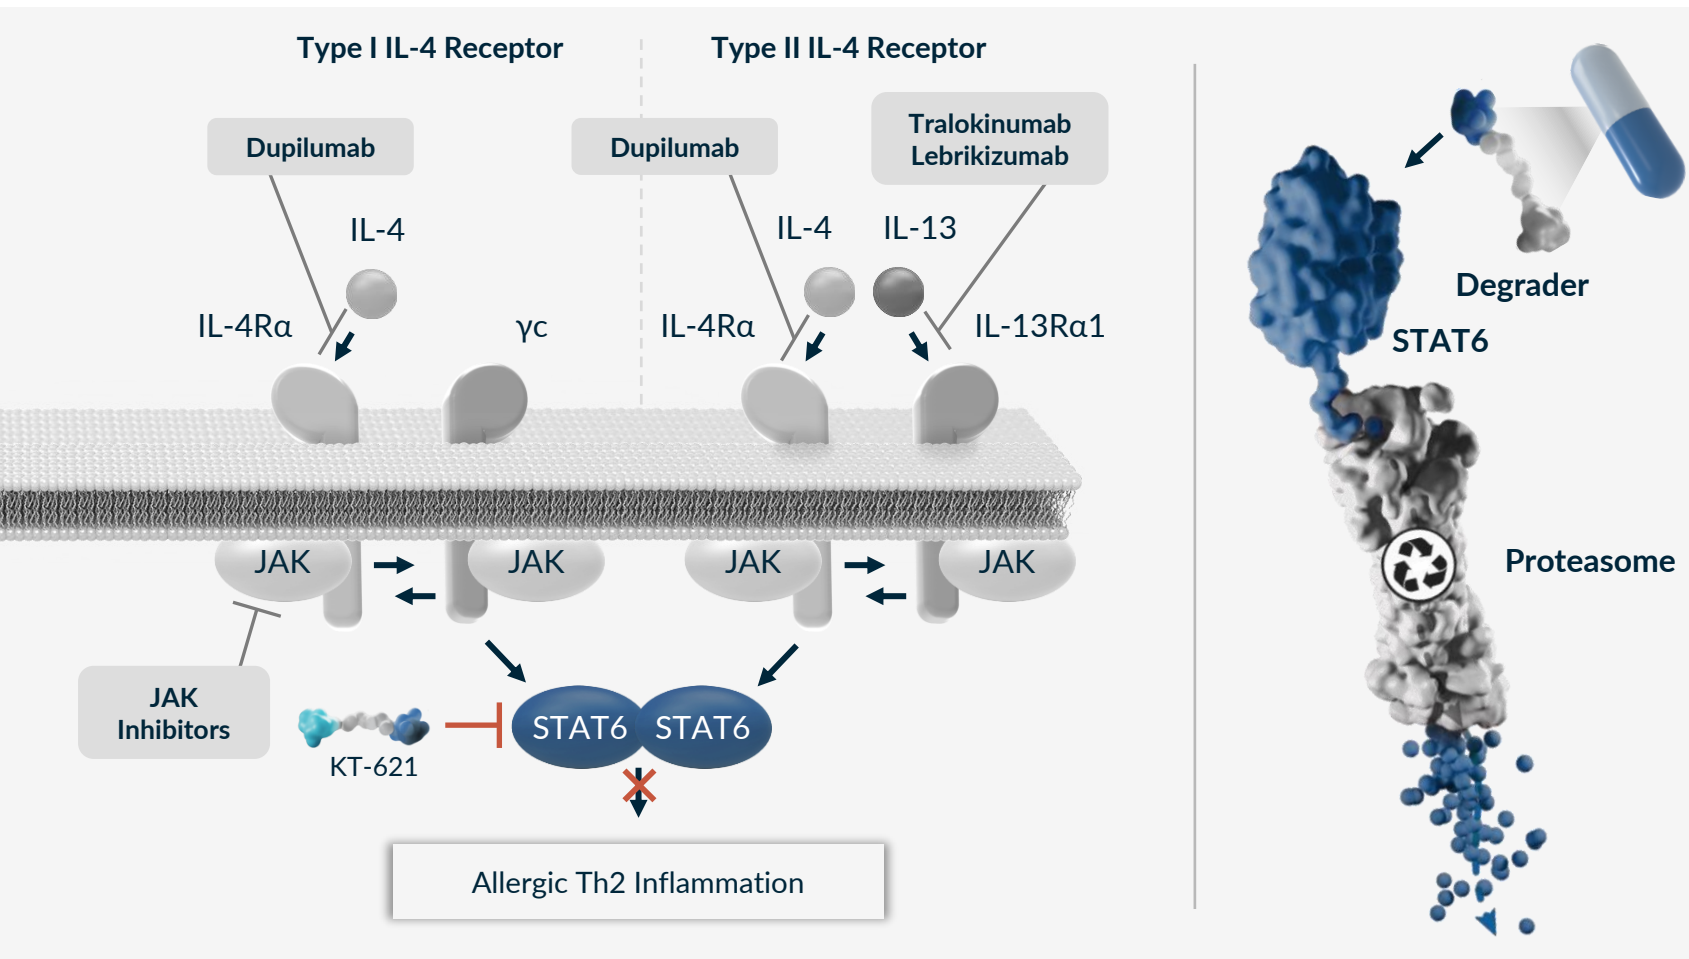 Type I IL-4 Receptor
Type II IL-4 Receptor
Dupilumab
Dupilumab
Tralokinumab
Lebrikizumab
IL-4
IL-4
IL-13
IL-4Rα
γc
IL-4Rα
IL-13Rα1
JAK
JAK
JAK
JAK
JAK
Inhibitors
KT-621
STAT6
STAT6
Allergic Th2 Inflammation
Degrader
STAT6
Proteasome